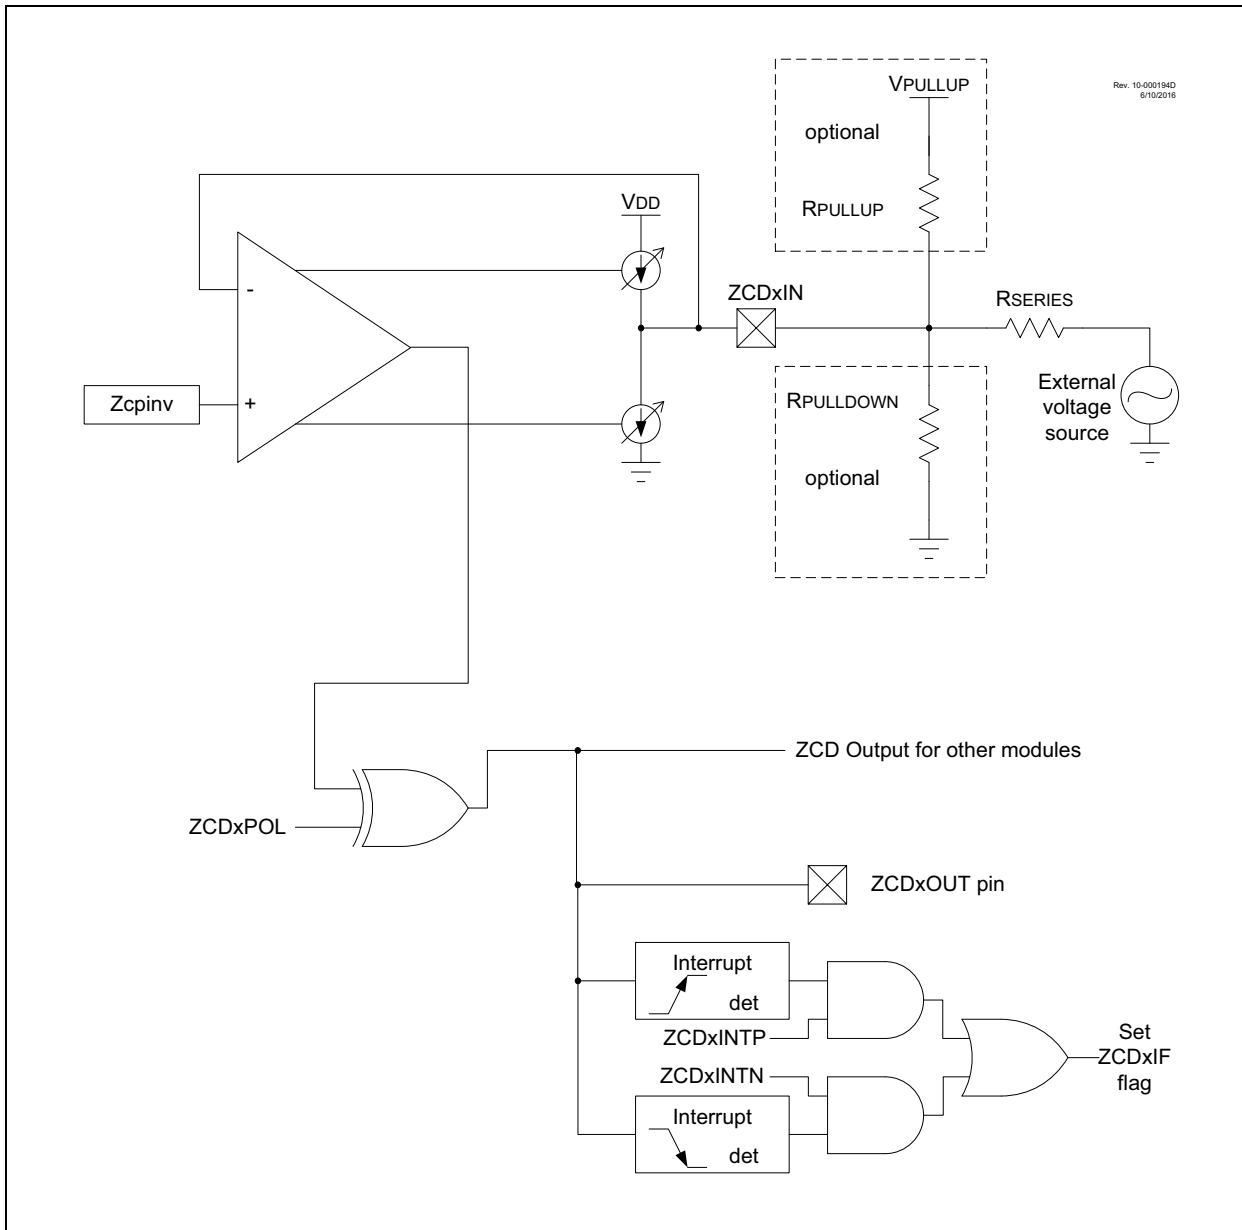 VPULLUP
Rev. 10-000194D
6/10/2016
optional
RPULLUP
VDD
ZCDxIN
RSERIES
-
External
voltage
source
RPULLDOWN
Zcpinv
+
optional
ZCD Output for other modules
ZCDxPOL
ZCDxOUT pin
Interrupt
det
ZCDxINTP
Set
ZCDxIF
flag
ZCDxINTN
Interrupt
det